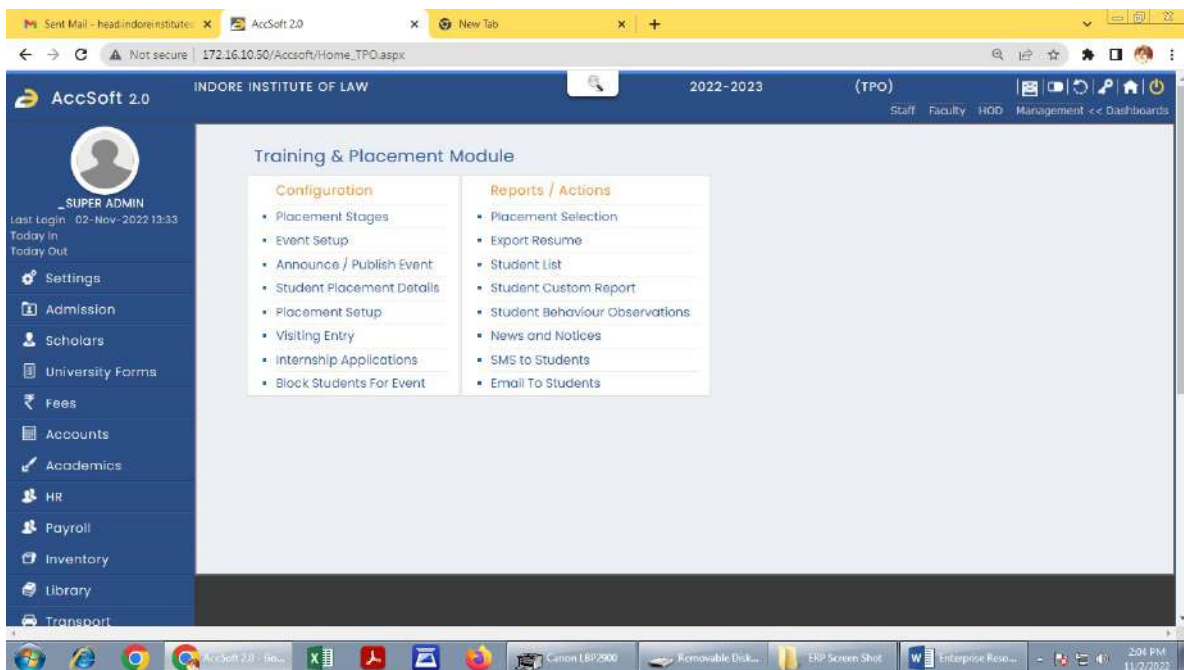 Sent Mail - head.indoreinstitute
AccSoft 2.0
New Tab
Not secure
172.16.10.50/Accsoft/Home_TPO.aspx
AccSoft 2.0
INDORE INSTITUTE OF LAW
2022-2023
(TPO)
Staff Faculty HOD Management << Dashboards
_SUPER ADMIN
Last Login 02-Nov-2022 13:33
Today In
Today Out
Settings
Admission
Scholars
University Forms
Fees
Accounts
Academics
HR
Payroll
Inventory
Library
Transport
Training & Placement Module
Configuration
Placement Stages
Event Setup
Announce / Publish Event
Student Placement Details
Placement Setup
Visiting Entry
Internship Applications
Block Students For Event
Reports / Actions
Placement Selection
Export Resume
Student List
Student Custom Report
Student Behaviour Observations
News and Notices
SMS to Students
Email To Students
AccSoft 2.0 - Goo...
Canon LBP2900
Removable Disk...
ERP Screen Shot
Enterprise Reso...
2:04 PM
11/2/2022